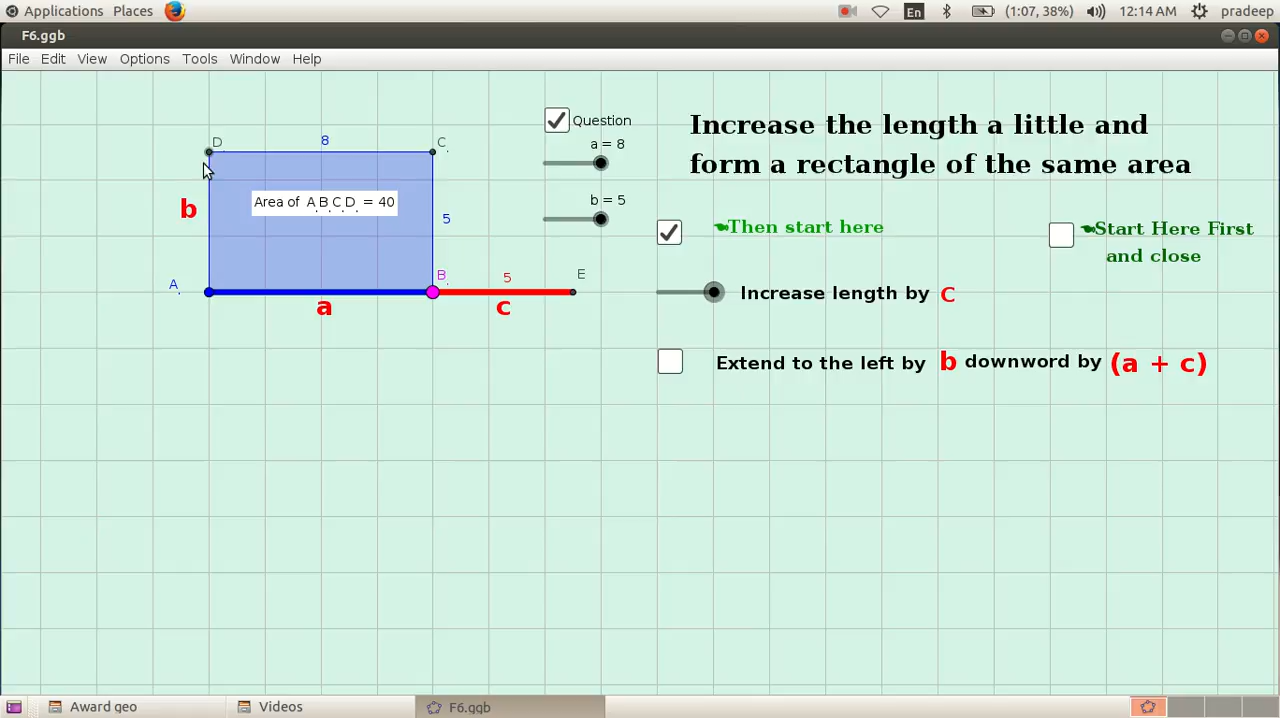 Applications Places En (1:07, 38%) 12:14 AM pradeep
F6.ggb
File Edit View Options Tools Window Help
D 8 C
Question
a = 8
b = 5
Area of A B C D = 40
b
5
A
B
5
E
a
c
Increase the length a little and
form a rectangle of the same area
Then start here
Start Here First
and close
Increase length by C
Extend to the left by b downword by (a + c)
Award geo Videos F6.ggb